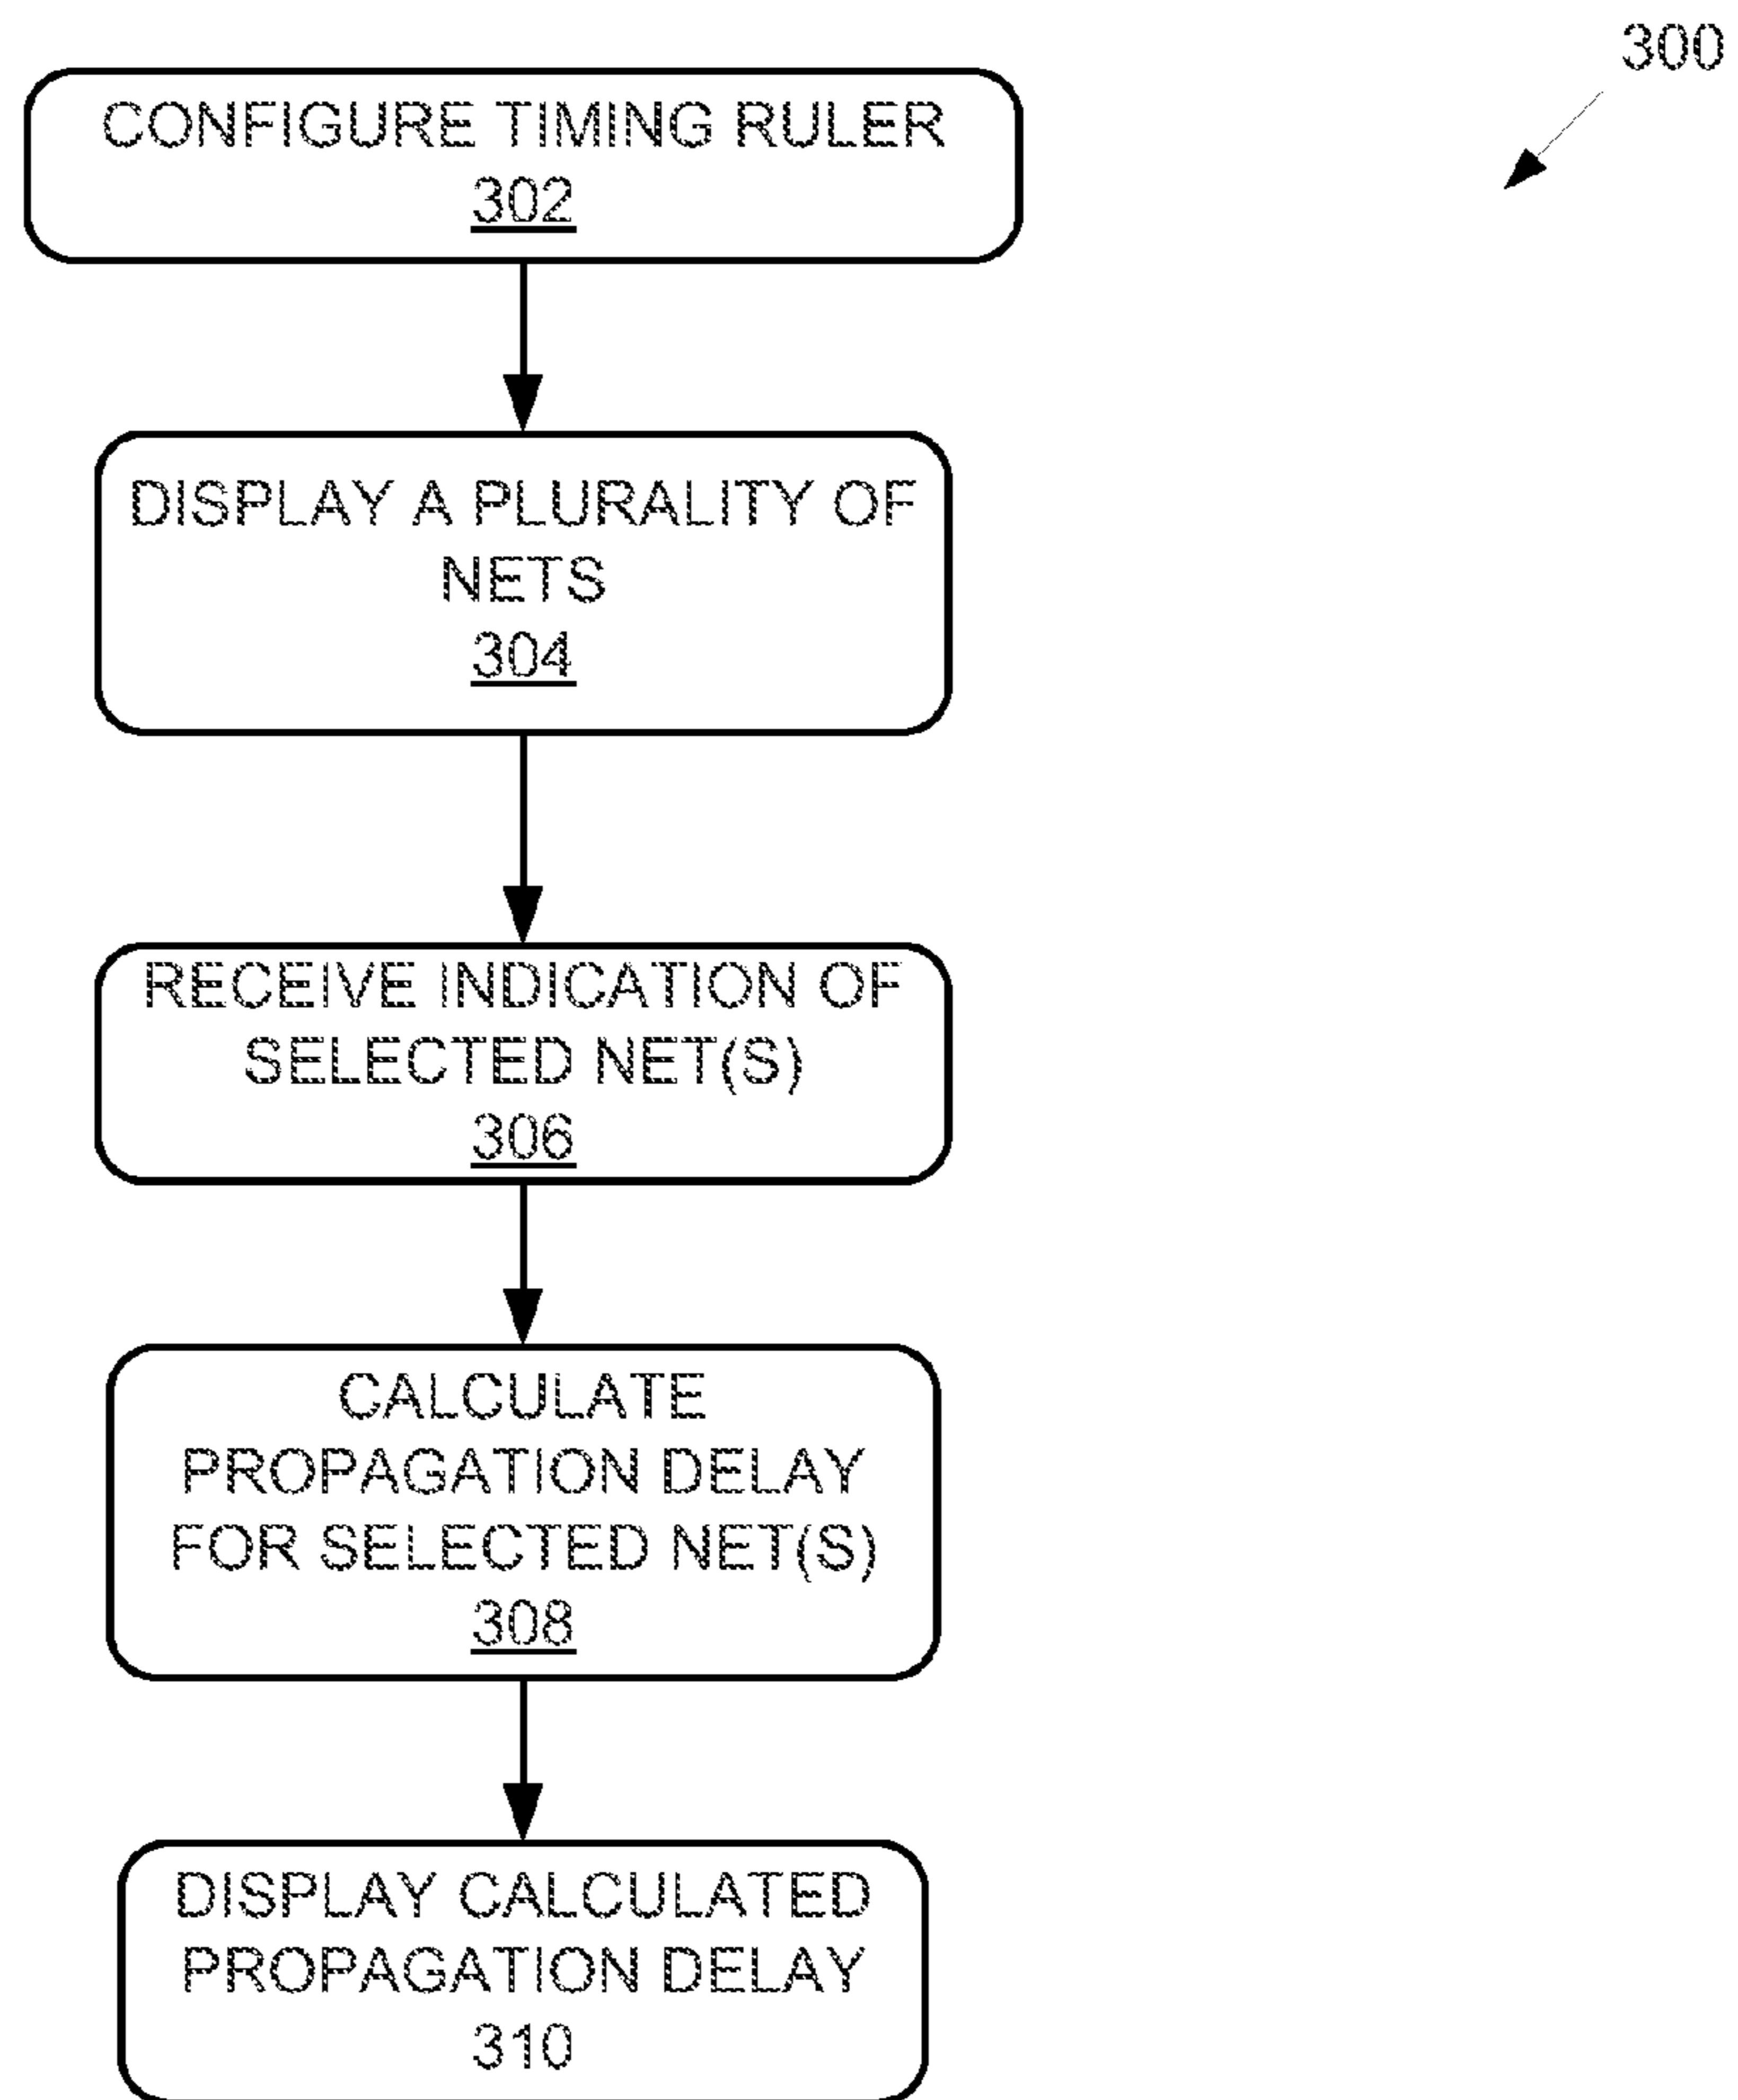 300
CONFIGURE TIMING RULER
302
DISPLAY A PLURALITY OF
NETS
304
RECEIVE INDICATION OF
SELECTED NET(S)
306
CALCULATE
PROPAGATION DELAY
FOR SELECTED NET(S)
308
DISPLAY CALCULATED
PROPAGATION DELAY
310